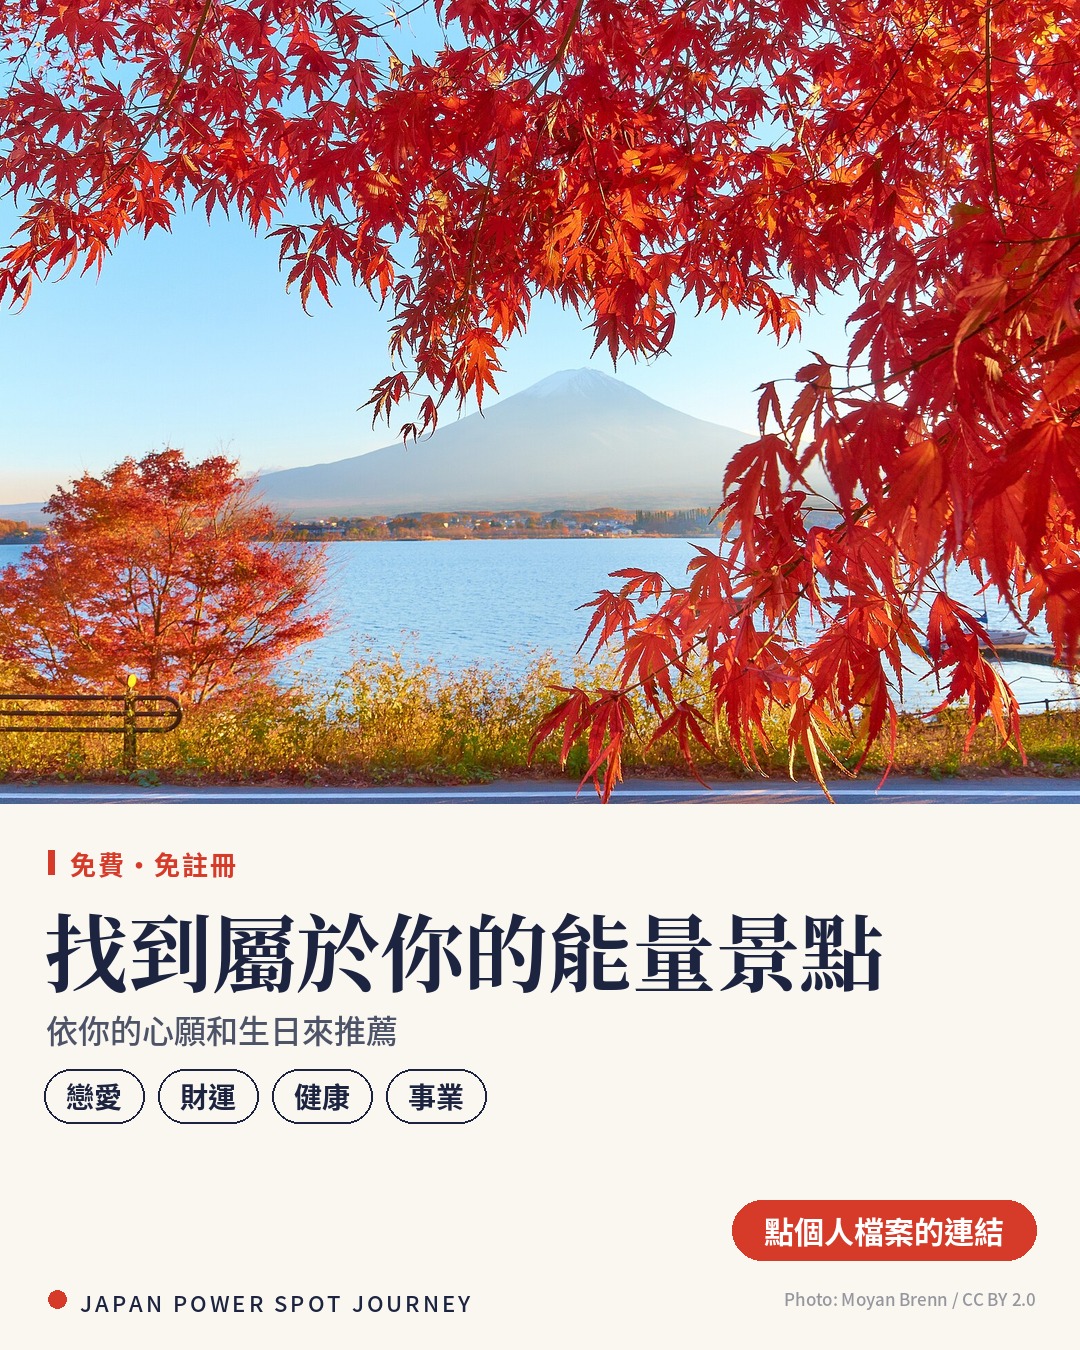 免費・免註冊
找到屬於你的能量景點
依你的心願和生日來推薦
戀愛 財運 健康 事業
點個人檔案的連結
JAPAN POWER SPOT JOURNEY
Photo: Moyan Brenn / CC BY 2.0